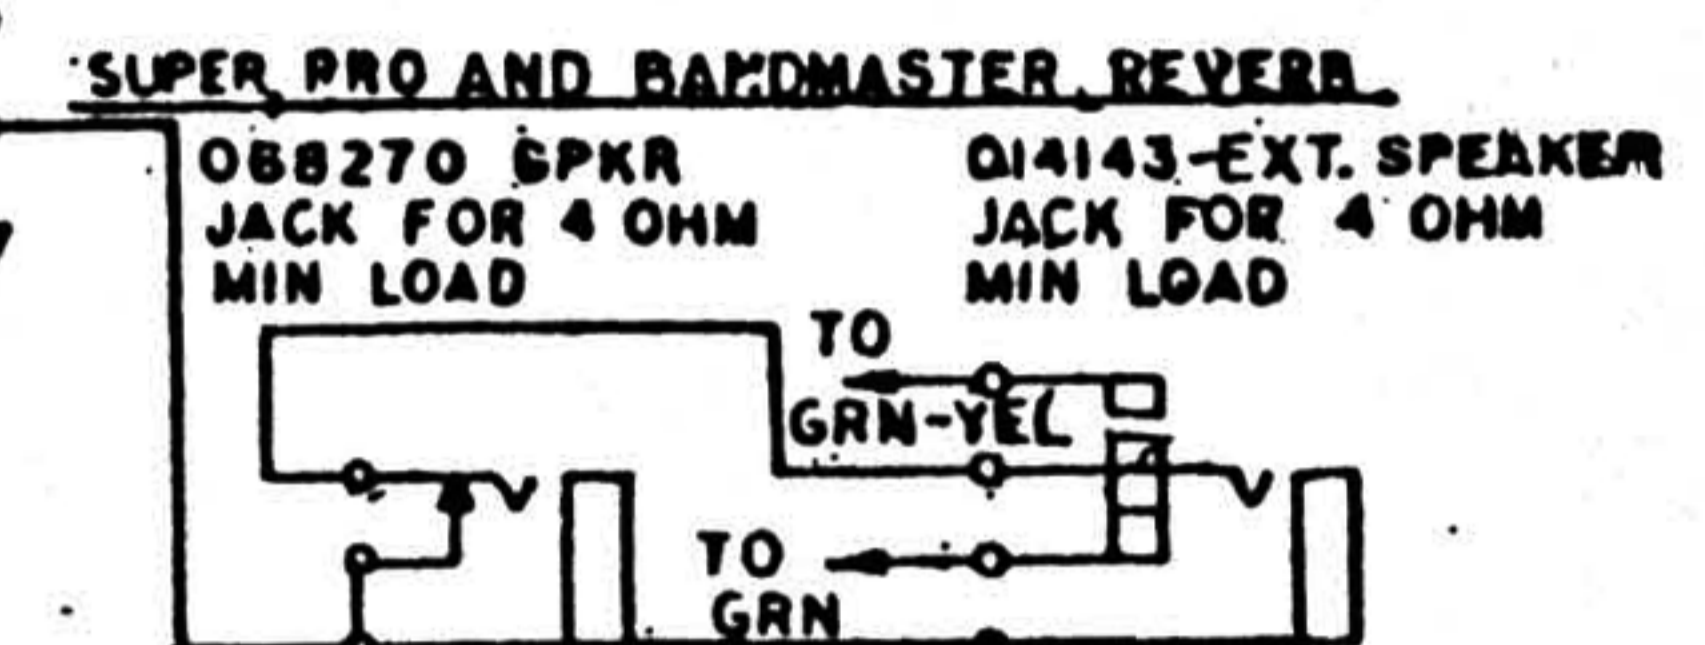 SUPER PRO AND BANDMASTER REVERB
068270 SPKR
JACK FOR 4 OHM
MIN LOAD
014143-EXT. SPEAKER
JACK FOR 4 OHM
MIN LOAD
TO
GRN-YEL
TO
GRN